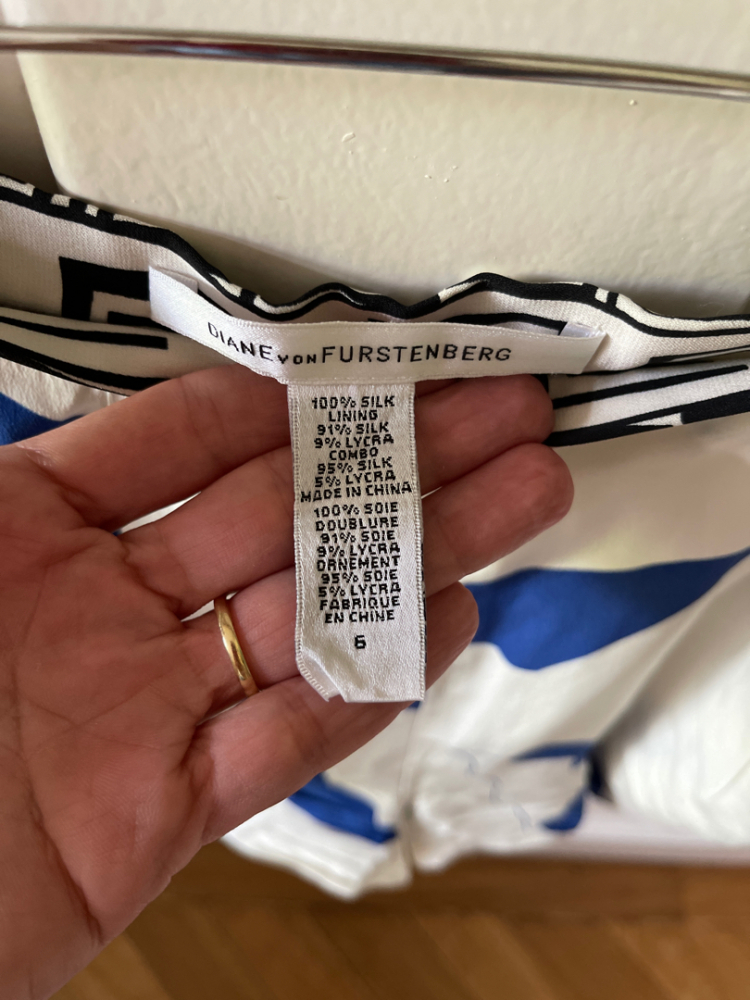 DIANE VON FURSTENBERG
100% SILK
LINING
91% SILK
9% LYCRA
COMBO
95% SILK
5% LYCRA
MADE IN CHINA
100% SOIE
DOUBLURE
91% SOIE
9% LYCRA
ORNEMENT
95% SOIE
5% LYCRA
FABRIQUE
EN CHINE
6